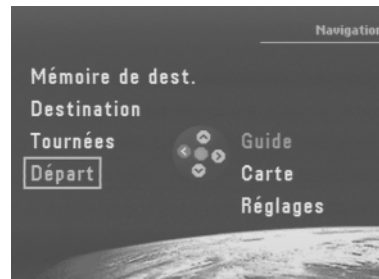 Navigation
Mémoire de dest.
Destination
Tournées
Départ
Guide
Carte
Réglages